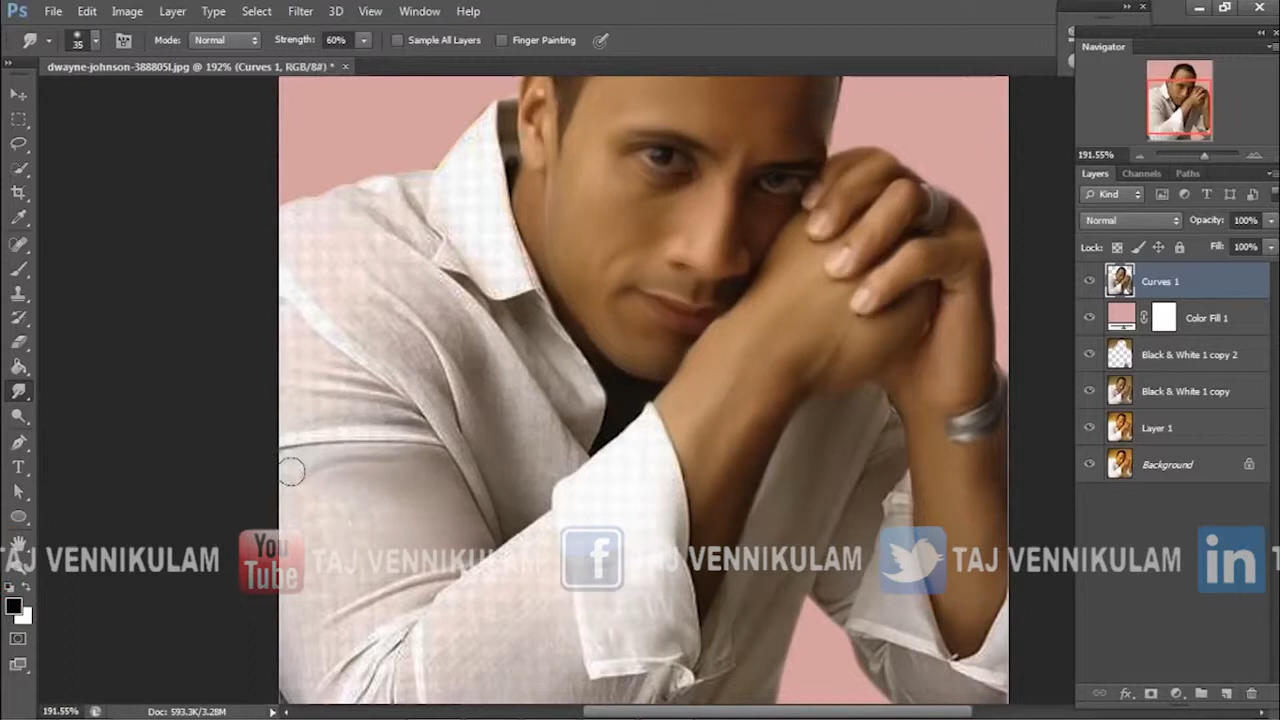 Ps File Edit Image Layer Type Select Filter 3D View Window Help
35 Mode: Normal Strength: 60% Sample All Layers Finger Painting
dwayne-johnson-388805l.jpg @ 192% (Curves 1, RGB/8#) * ×
Navigator
191.55%
Layers Channels Paths
Kind
Normal Opacity: 100%
Lock: Fill: 100%
Curves 1
Color Fill 1
Black & White 1 copy 2
Black & White 1 copy
Layer 1
Background
TAJ VENNIKULAM You Tube TAJ VENNIKULAM f TAJ VENNIKULAM TAJ VENNIKULAM in
191.55% Doc: 593.3K/3.28M
fx